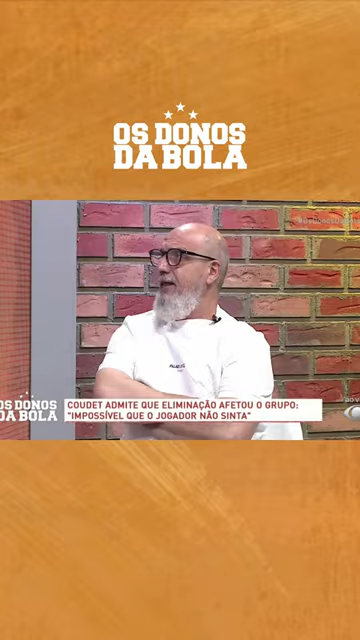 OS DONOS
DA BOLA
OS DONOS
DA BOLA
COUDET ADMITE QUE ELIMINAÇÃO AFETOU O GRUPO:
"IMPOSSÍVEL QUE O JOGADOR NÃO SINTA"